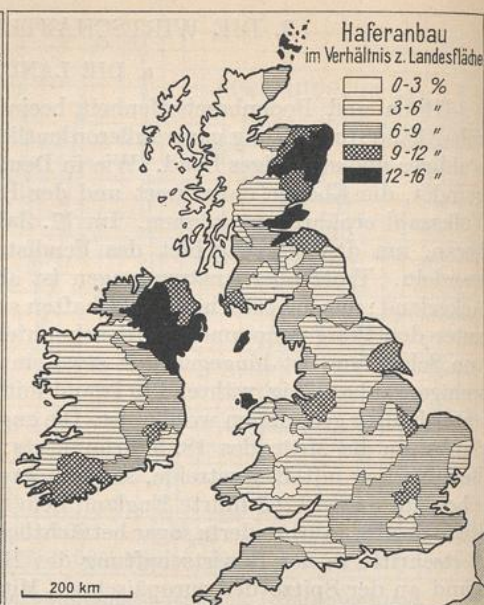 Haferanbau
im Verhältnis z. Landesfläche
0-3 %
3-6 "
6-9 "
9-12 "
12-16 "
200 km